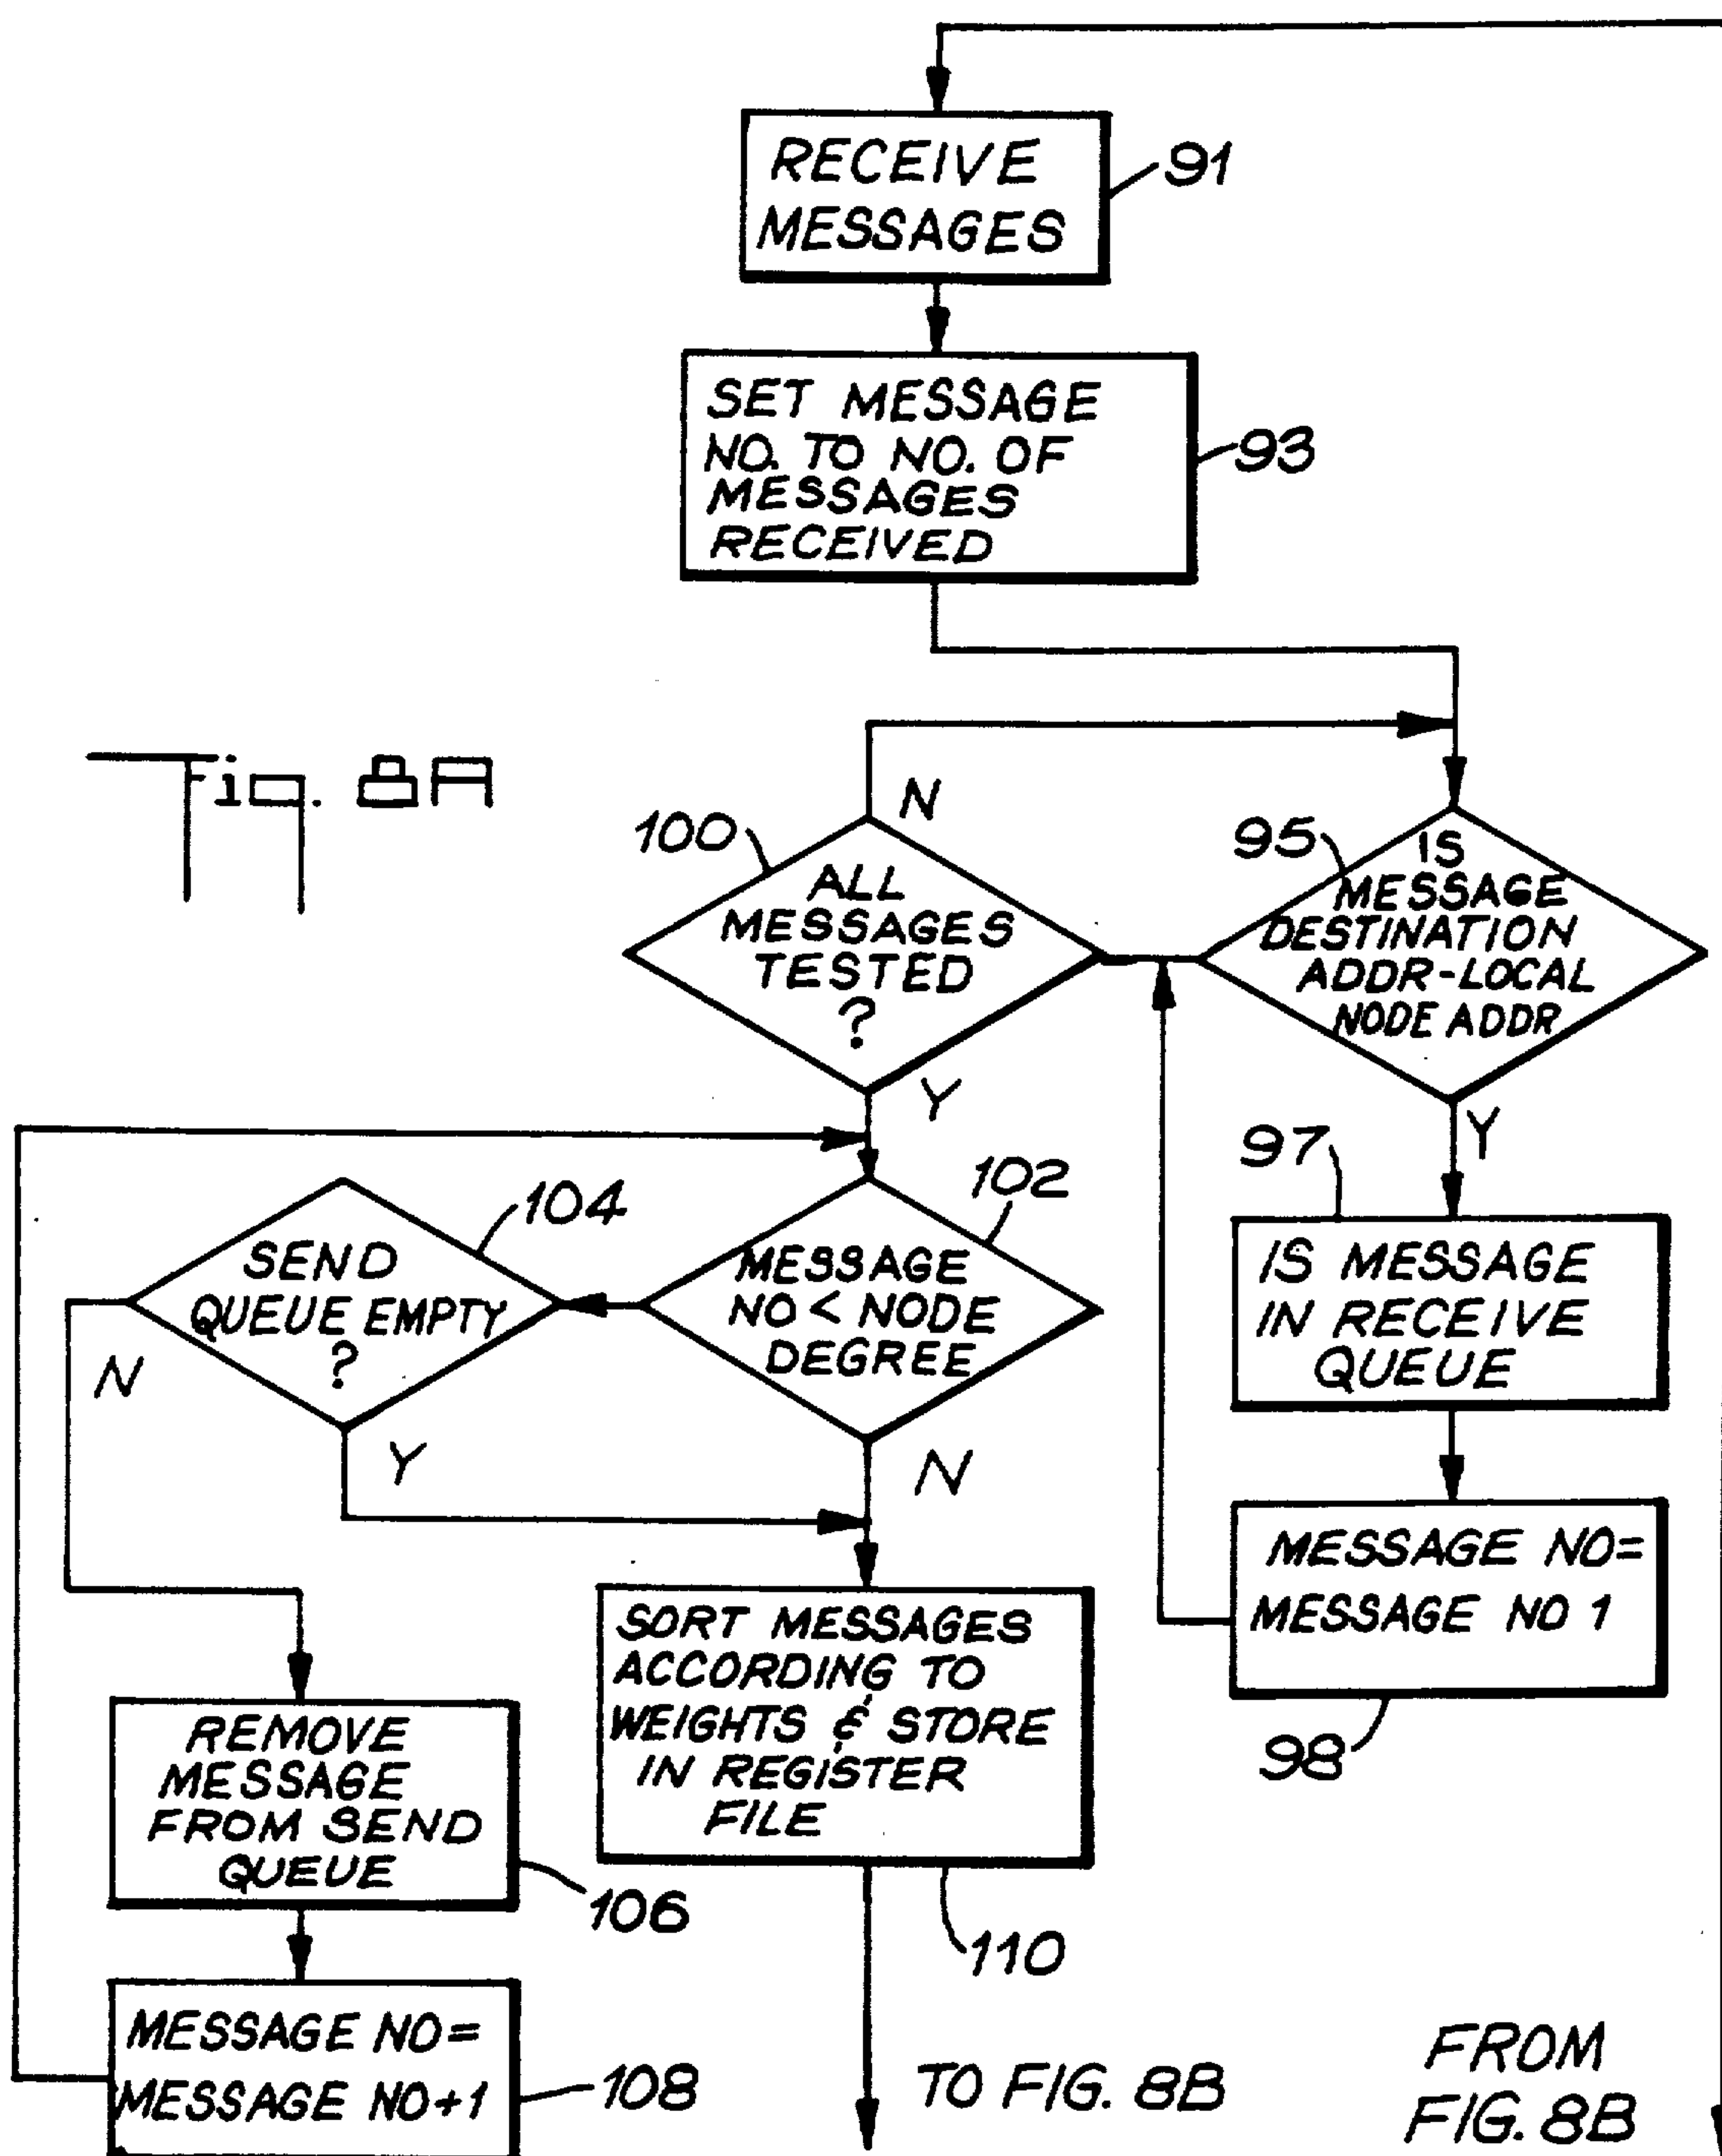 RECEIVE
MESSAGES
91
SET MESSAGE
NO. TO NO. OF
MESSAGES
RECEIVED
93
Fig. 8A
N
100
ALL
MESSAGES
TESTED
?
Y
95
IS
MESSAGE
DESTINATION
ADDR-LOCAL
NODE ADDR
Y
97
IS MESSAGE
IN RECEIVE
QUEUE
MESSAGE NO=
MESSAGE NO 1
98
102
MESSAGE
NO < NODE
DEGREE
N
104
SEND
QUEUE EMPTY
?
N
Y
REMOVE
MESSAGE
FROM SEND
QUEUE
106
MESSAGE NO=
MESSAGE NO+1
108
SORT MESSAGES
ACCORDING TO
WEIGHTS & STORE
IN REGISTER
FILE
110
TO FIG. 8B
FROM
FIG. 8B